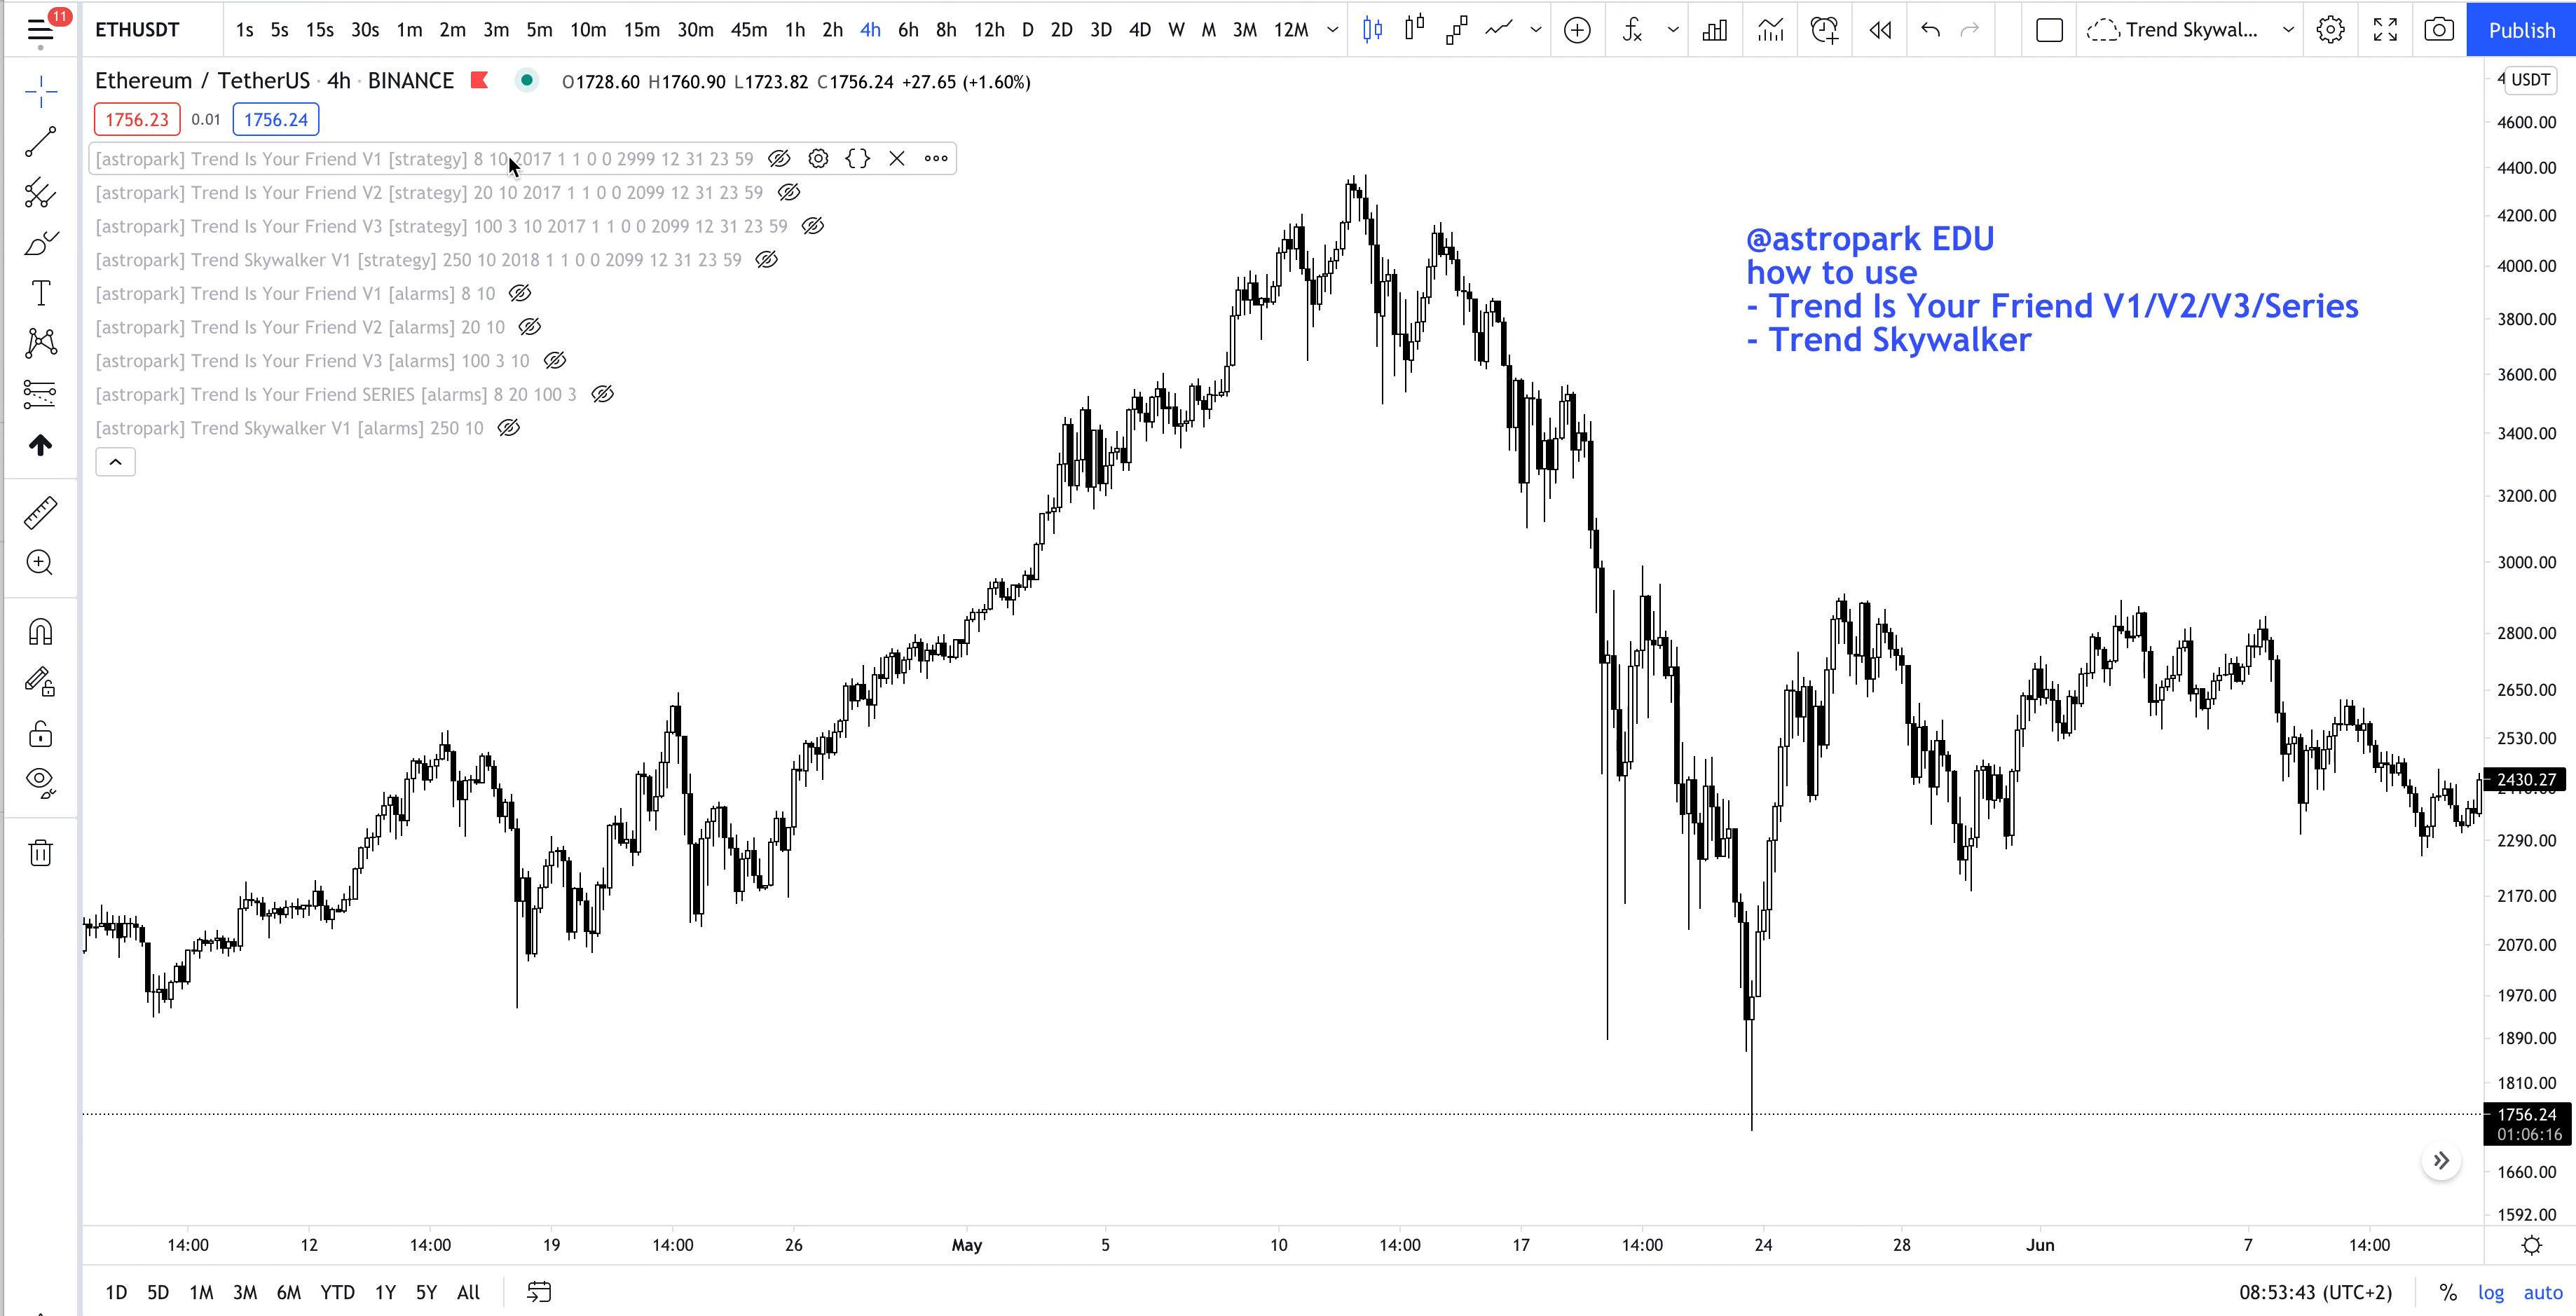 11
ETHUSDT 1s 5s 15s 30s 1m 2m 3m 5m 10m 15m 30m 45m 1h 2h 4h 6h 8h 12h D 2D 3D 4D W M 3M 12M Trend Skywal... Publish
Ethereum / TetherUS · 4h · BINANCE O1728.60 H1760.90 L1723.82 C1756.24 +27.65 (+1.60%)
USDT
1756.23 0.01 1756.24
[astropark] Trend Is Your Friend V1 [strategy] 8 10 2017 1 1 0 0 2999 12 31 23 59
[astropark] Trend Is Your Friend V2 [strategy] 20 10 2017 1 1 0 0 2099 12 31 23 59
[astropark] Trend Is Your Friend V3 [strategy] 100 3 10 2017 1 1 0 0 2099 12 31 23 59
[astropark] Trend Skywalker V1 [strategy] 250 10 2018 1 1 0 0 2099 12 31 23 59
[astropark] Trend Is Your Friend V1 [alarms] 8 10
[astropark] Trend Is Your Friend V2 [alarms] 20 10
[astropark] Trend Is Your Friend V3 [alarms] 100 3 10
[astropark] Trend Is Your Friend SERIES [alarms] 8 20 100 3
[astropark] Trend Skywalker V1 [alarms] 250 10
@astropark EDU
how to use
- Trend Is Your Friend V1/V2/V3/Series
- Trend Skywalker
4600.00
4400.00
4200.00
4000.00
3800.00
3600.00
3400.00
3200.00
3000.00
2800.00
2650.00
2530.00
2430.27
2290.00
2170.00
2070.00
1970.00
1890.00
1810.00
1756.24
01:06:16
1660.00
1592.00
14:00 12 14:00 19 14:00 26 May 5 10 14:00 17 14:00 24 28 Jun 7 14:00
1D 5D 1M 3M 6M YTD 1Y 5Y All 08:53:43 (UTC+2) % log auto